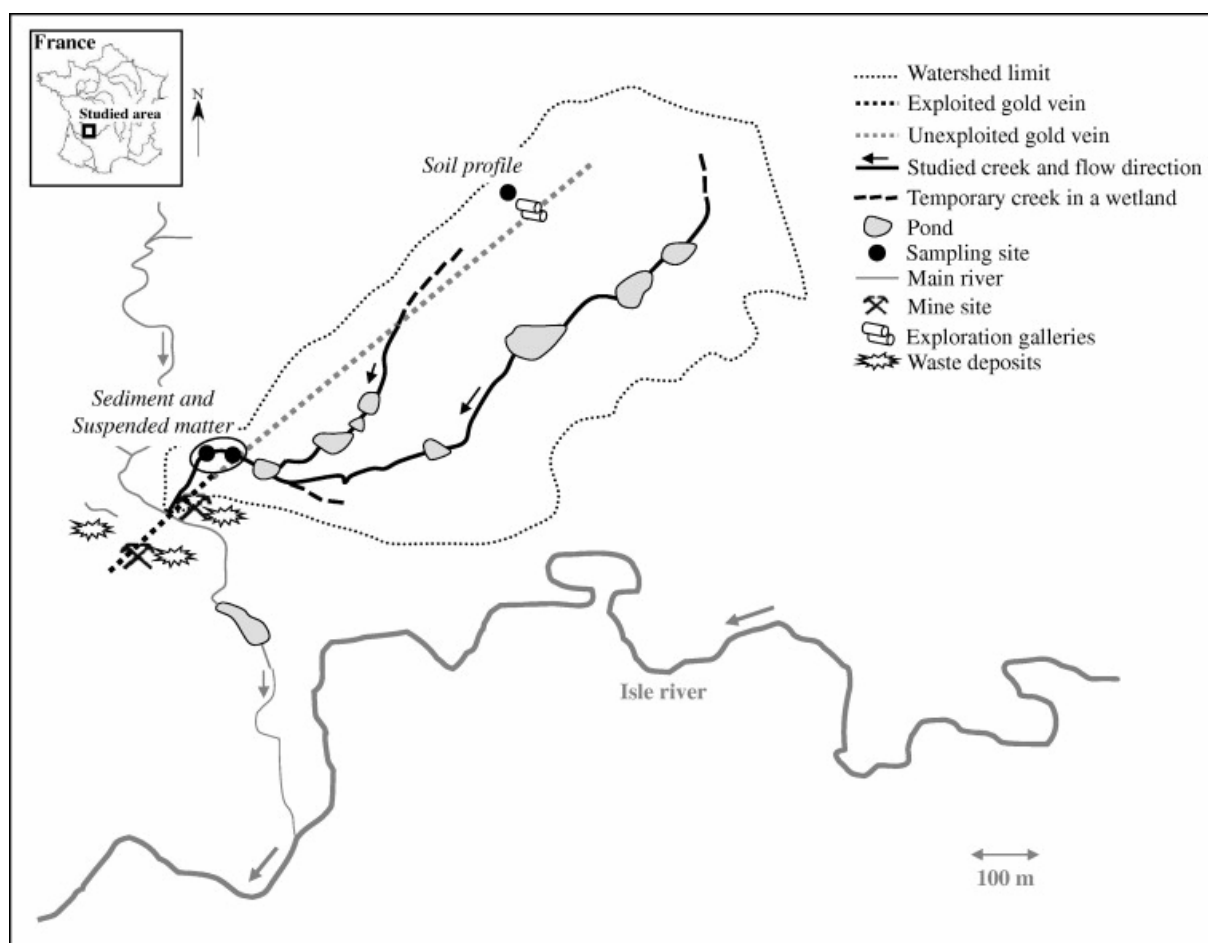 France
Studied area
N
Soil profile
Sediment and
Suspended matter
Isle river
100 m
Watershed limit
Exploited gold vein
Unexploited gold vein
Studied creek and flow direction
Temporary creek in a wetland
Pond
Sampling site
Main river
Mine site
Exploration galleries
Waste deposits